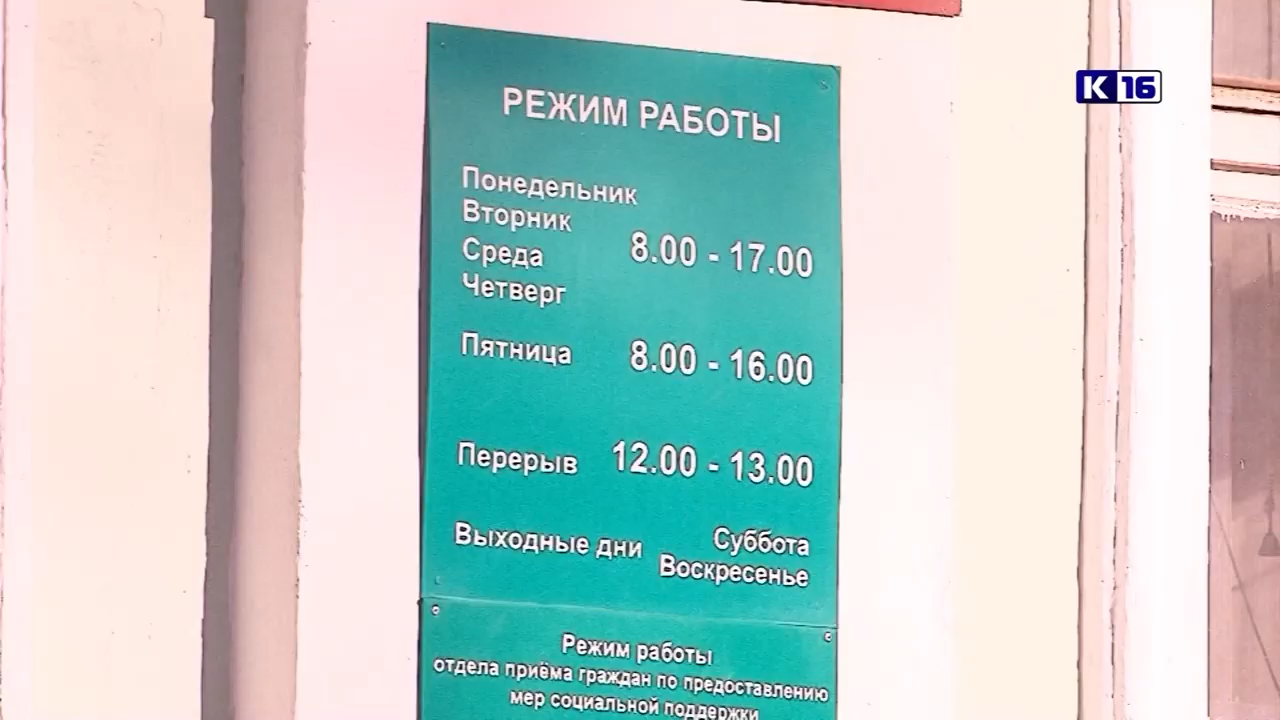 К 16
РЕЖИМ РАБОТЫ
Понедельник
Вторник
Среда
Четверг
8.00 - 17.00
Пятница 8.00 - 16.00
Перерыв 12.00 - 13.00
Выходные дни Суббота
Воскресенье
Режим работы
отдела приёма граждан по предоставлению
мер социальной поддержки